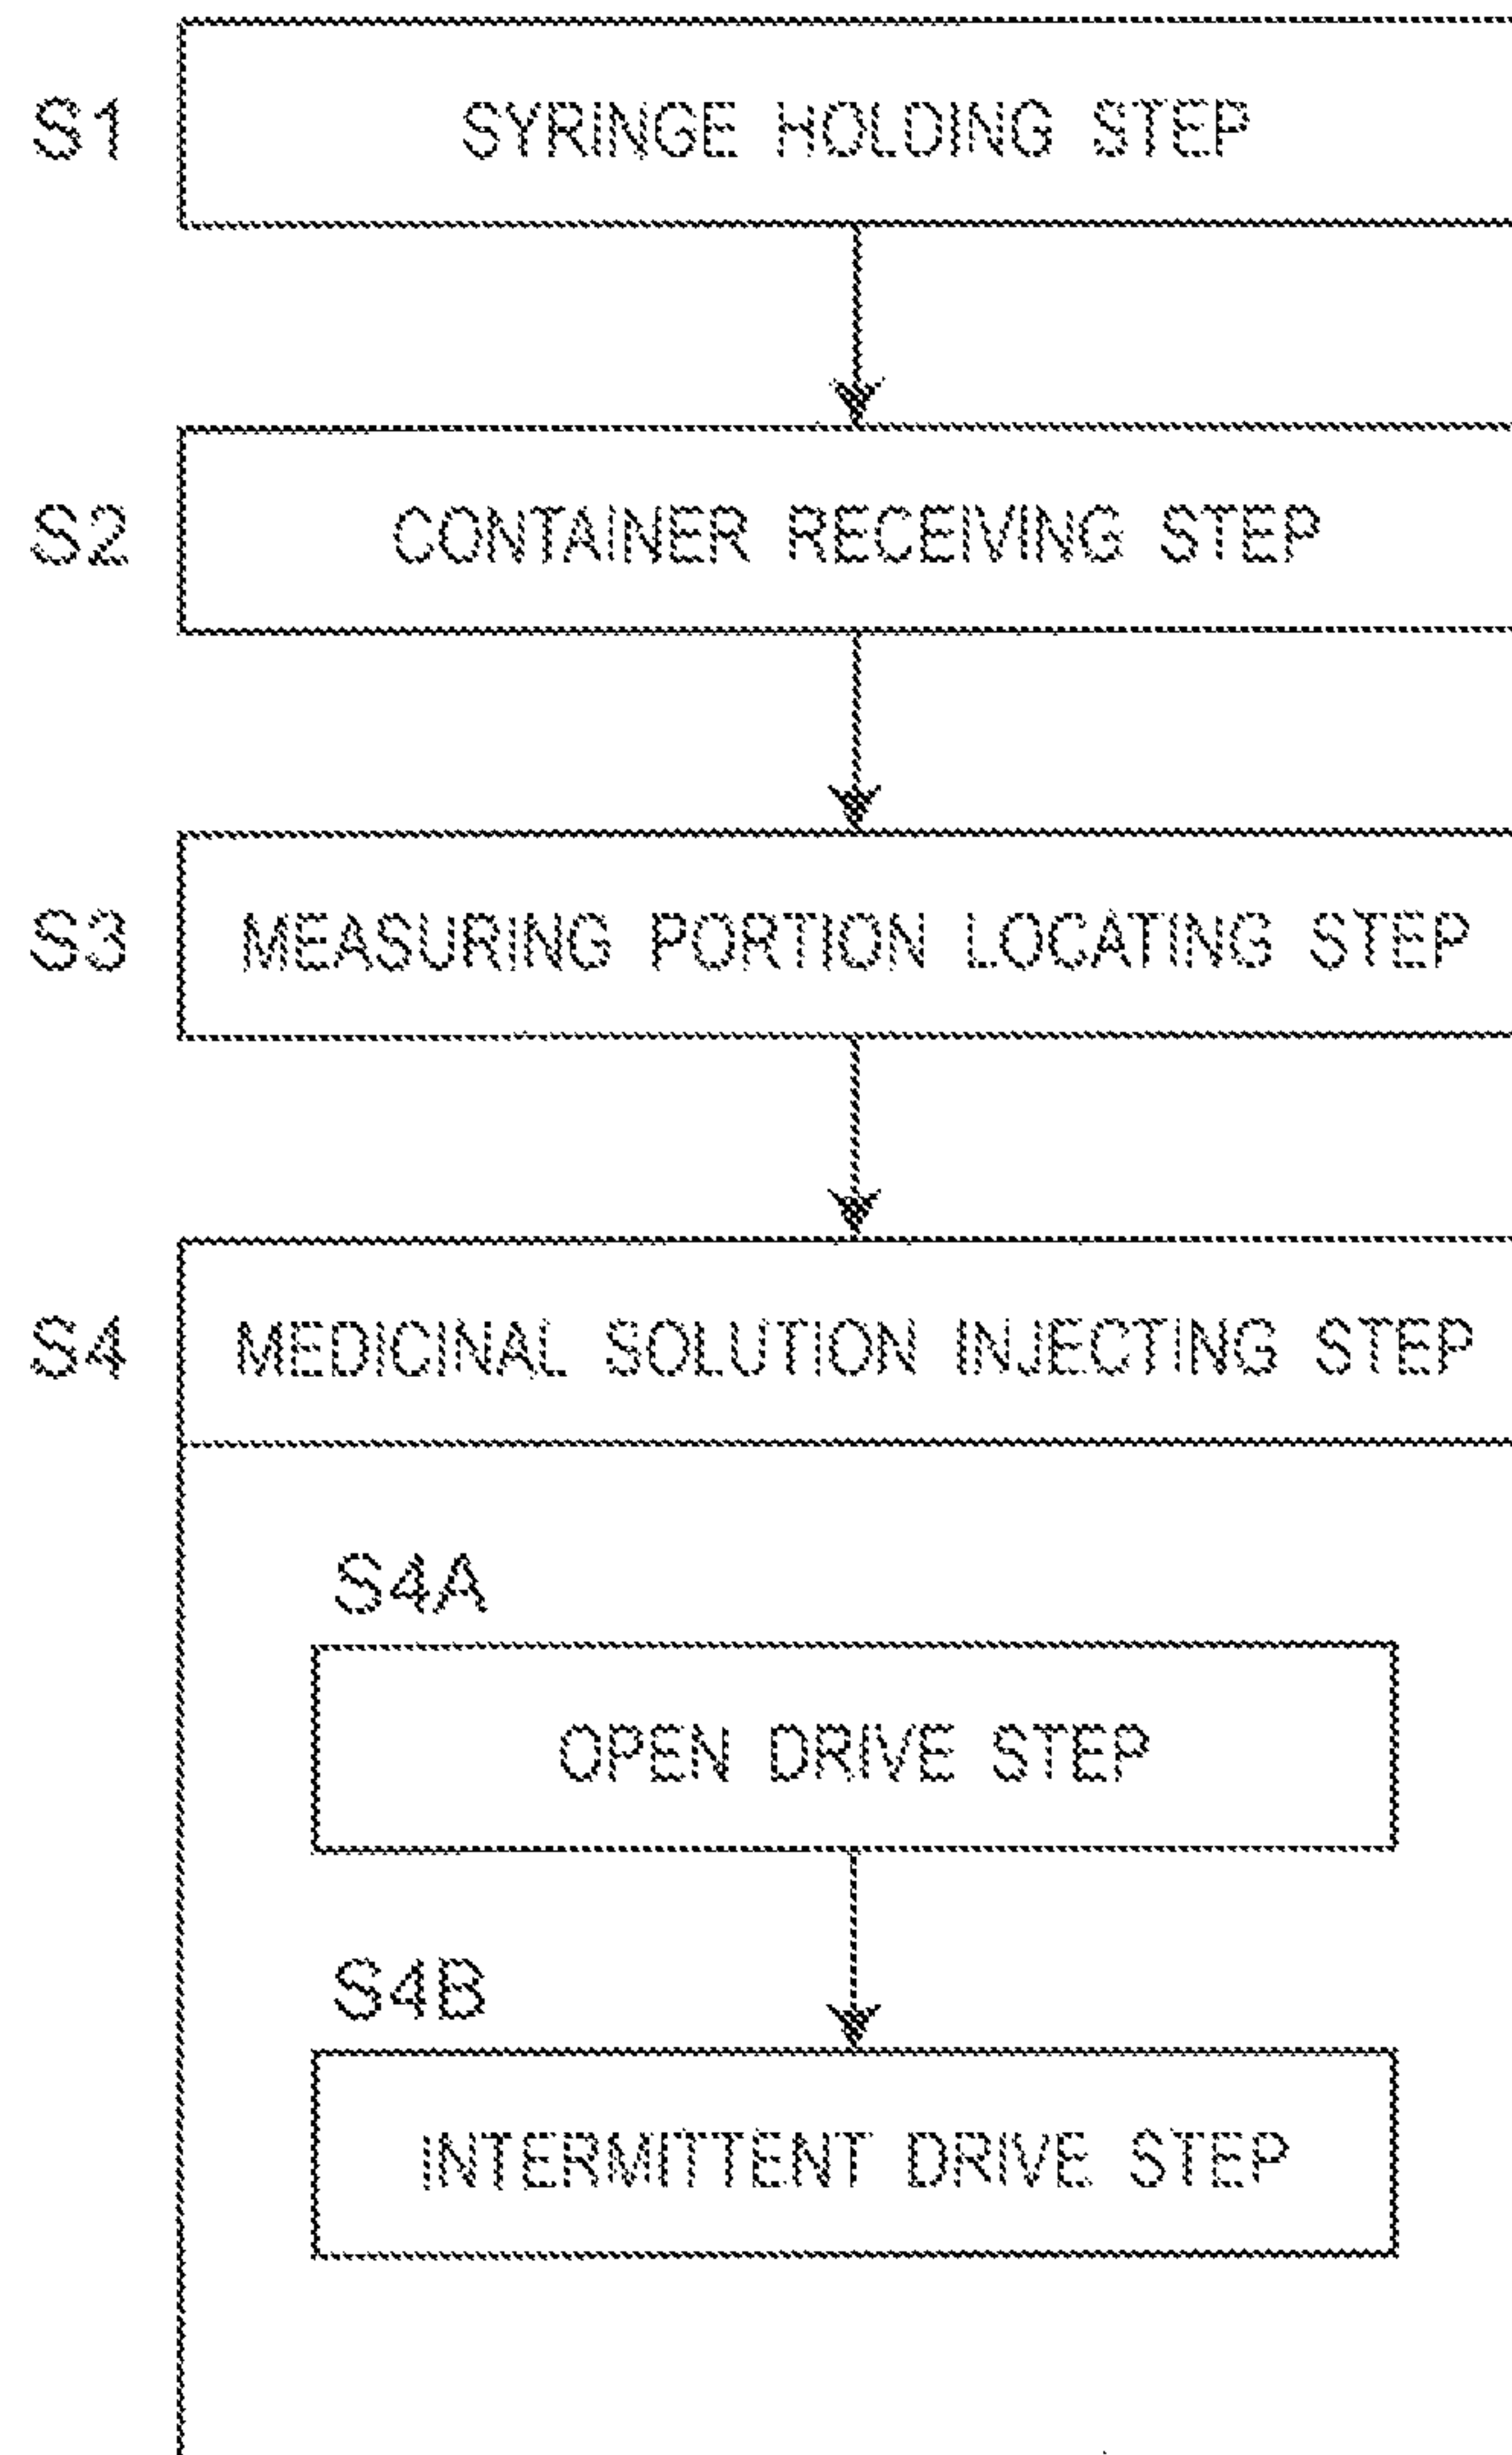 S1 SYRINGE HOLDING STEP
S2 CONTAINER RECEIVING STEP
S3 MEASURING PORTION LOCATING STEP
S4 MEDICINAL SOLUTION INJECTING STEP
S4A
OPEN DRIVE STEP
S4B
INTERMITTENT DRIVE STEP